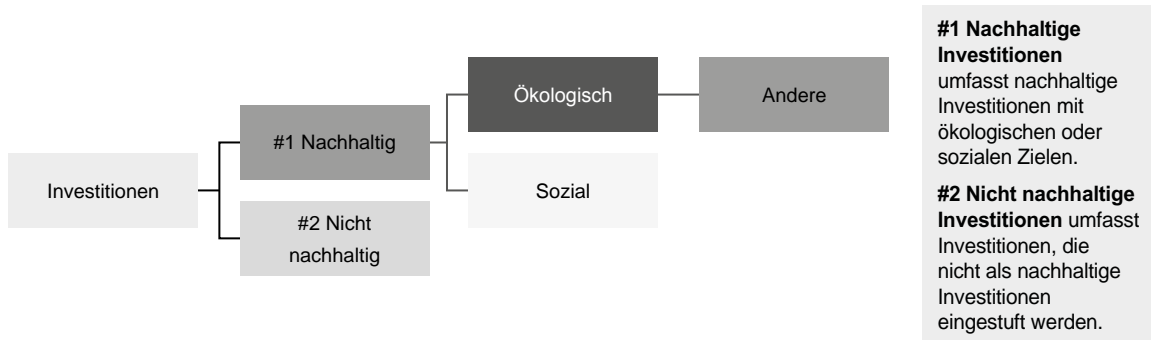 Investitionen
#1 Nachhaltig
#2 Nicht
nachhaltig
Ökologisch
Sozial
Andere
#1 Nachhaltige
Investitionen
umfasst nachhaltige
Investitionen mit
ökologischen oder
sozialen Zielen.
#2 Nicht nachhaltige
Investitionen umfasst
Investitionen, die
nicht als nachhaltige
Investitionen
eingestuft werden.